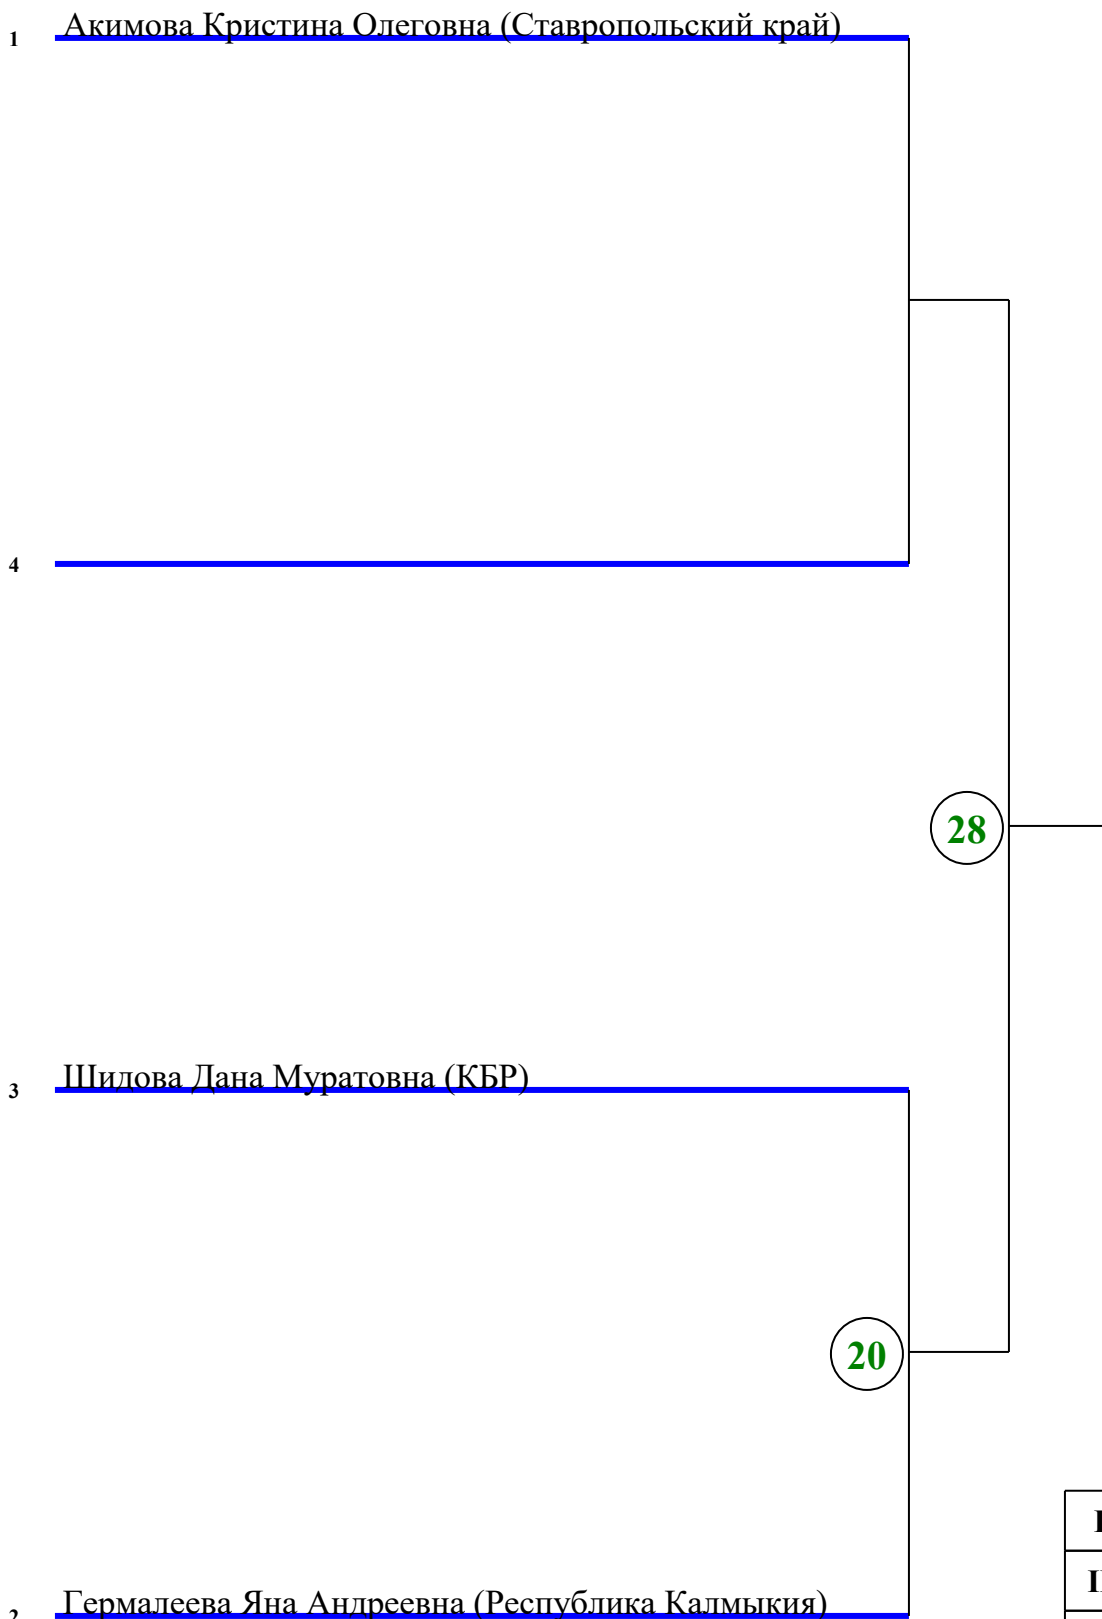 1 Акимова Кристина Олеговна (Ставропольский край)
4
28
3 Шидова Дана Муратовна (КБР)
20
I
2 Гермалеева Яна Андреевна (Республика Калмыкия)